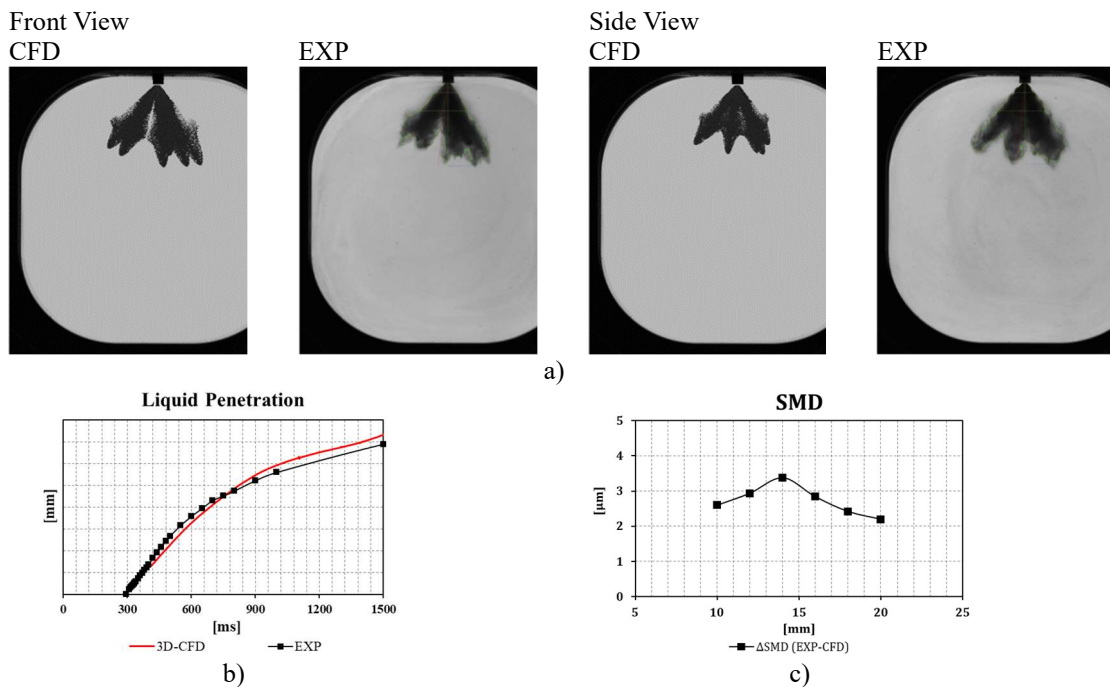 Front View
Side View
CFD
EXP
CFD
EXP
a)
Liquid Penetration
[mm]
0
300
600
900
1200
1500
[ms]
3D-CFD
EXP
b)
SMD
5
4
3
2
1
0
[μm]
5
10
15
20
25
[mm]
ΔSMD (EXP-CFD)
c)